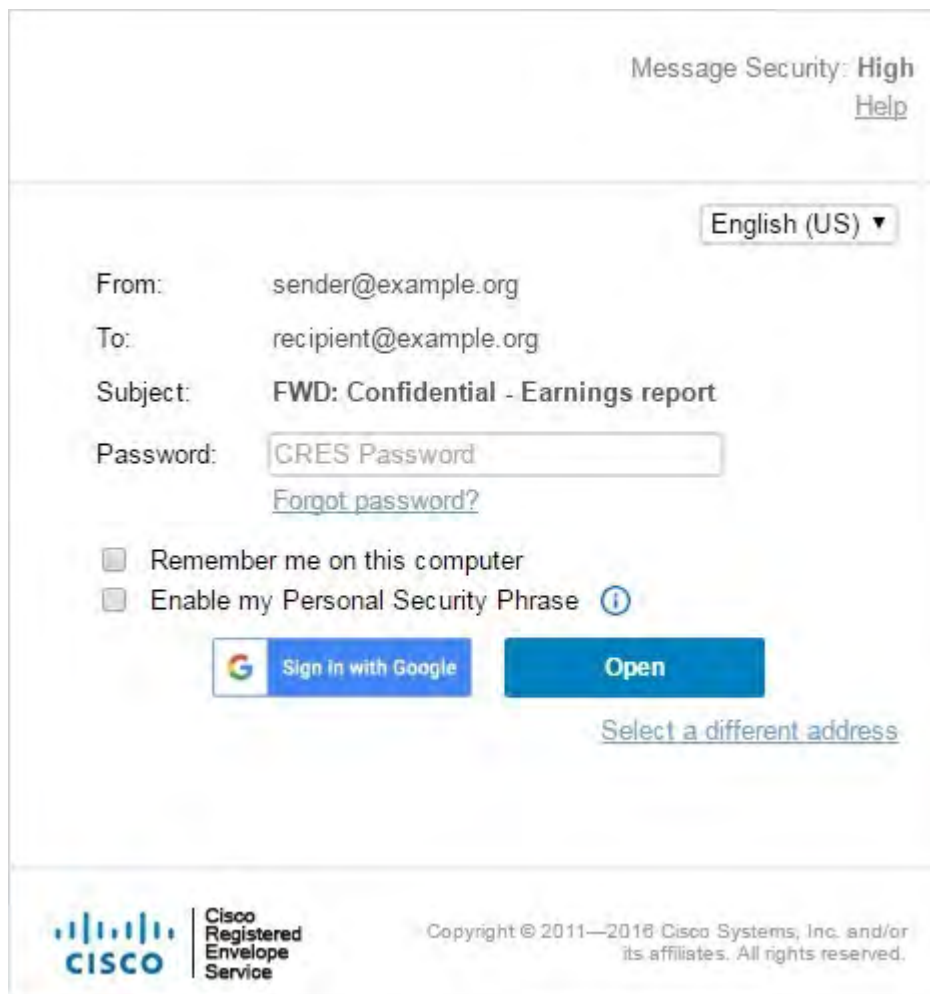 Message Security: High
Help
English (US) ▼
From: sender@example.org
To: recipient@example.org
Subject: FWD: Confidential - Earnings report
Password: CRES Password
Forgot password?
Remember me on this computer
Enable my Personal Security Phrase
Sign in with Google
Open
Select a different address
CISCO
Cisco
Registered
Envelope
Service
Copyright © 2011—2016 Cisco Systems, Inc. and/or
its affiliates. All rights reserved.